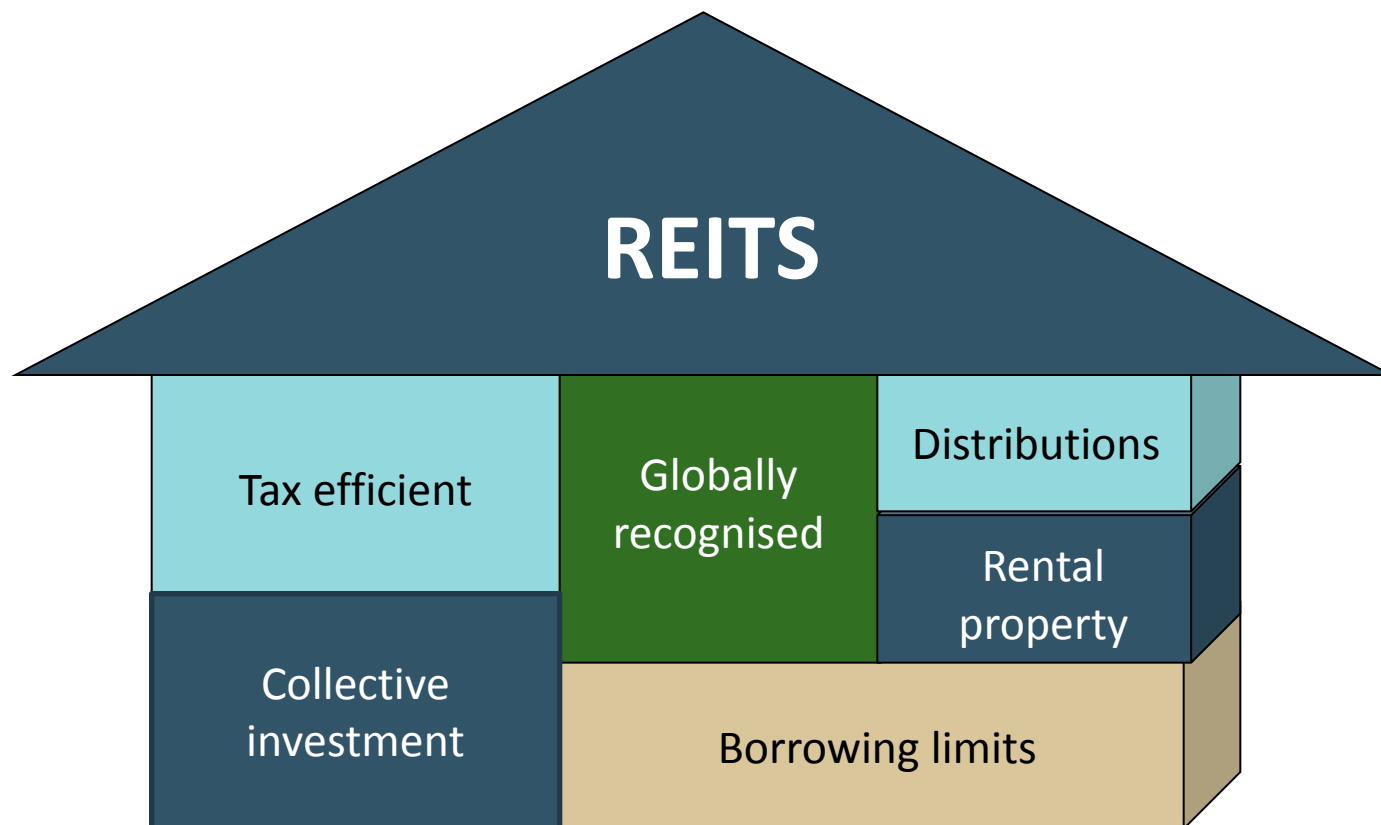 REITS
Tax efficient
Globally
recognised
Distributions
Rental
property
Collective
investment
Borrowing limits